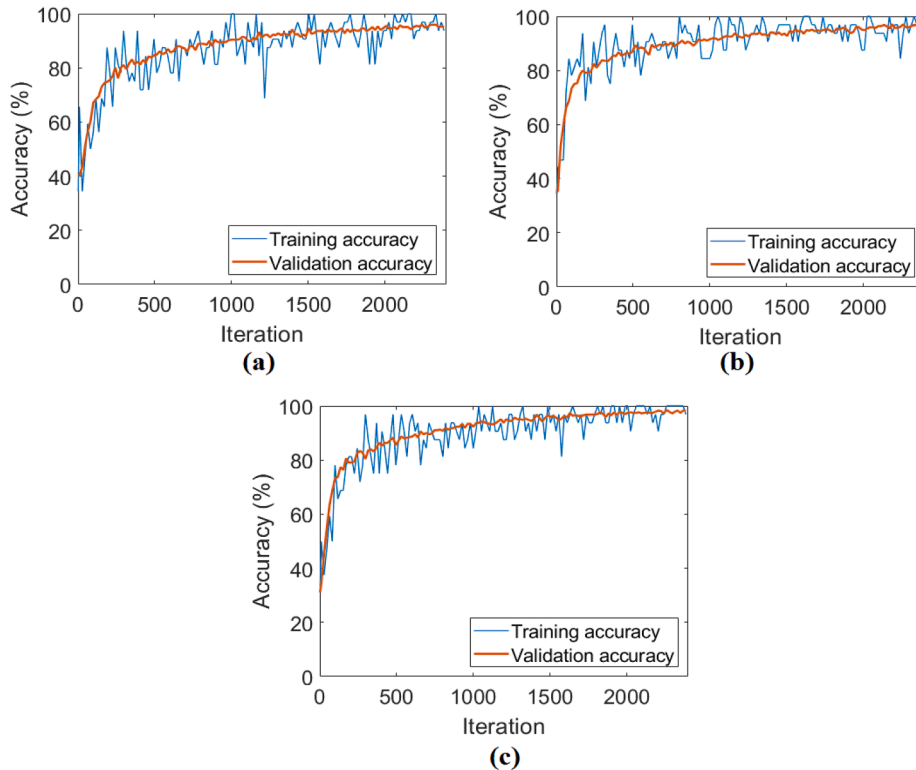 100
80
60
40
20
0
Accuracy (%)
Training accuracy
Validation accuracy
0 500 1000 1500 2000
Iteration
(a)
100
80
60
40
20
0
Accuracy (%)
Training accuracy
Validation accuracy
0 500 1000 1500 2000
Iteration
(b)
100
80
60
40
20
0
Accuracy (%)
Training accuracy
Validation accuracy
0 500 1000 1500 2000
Iteration
(c)